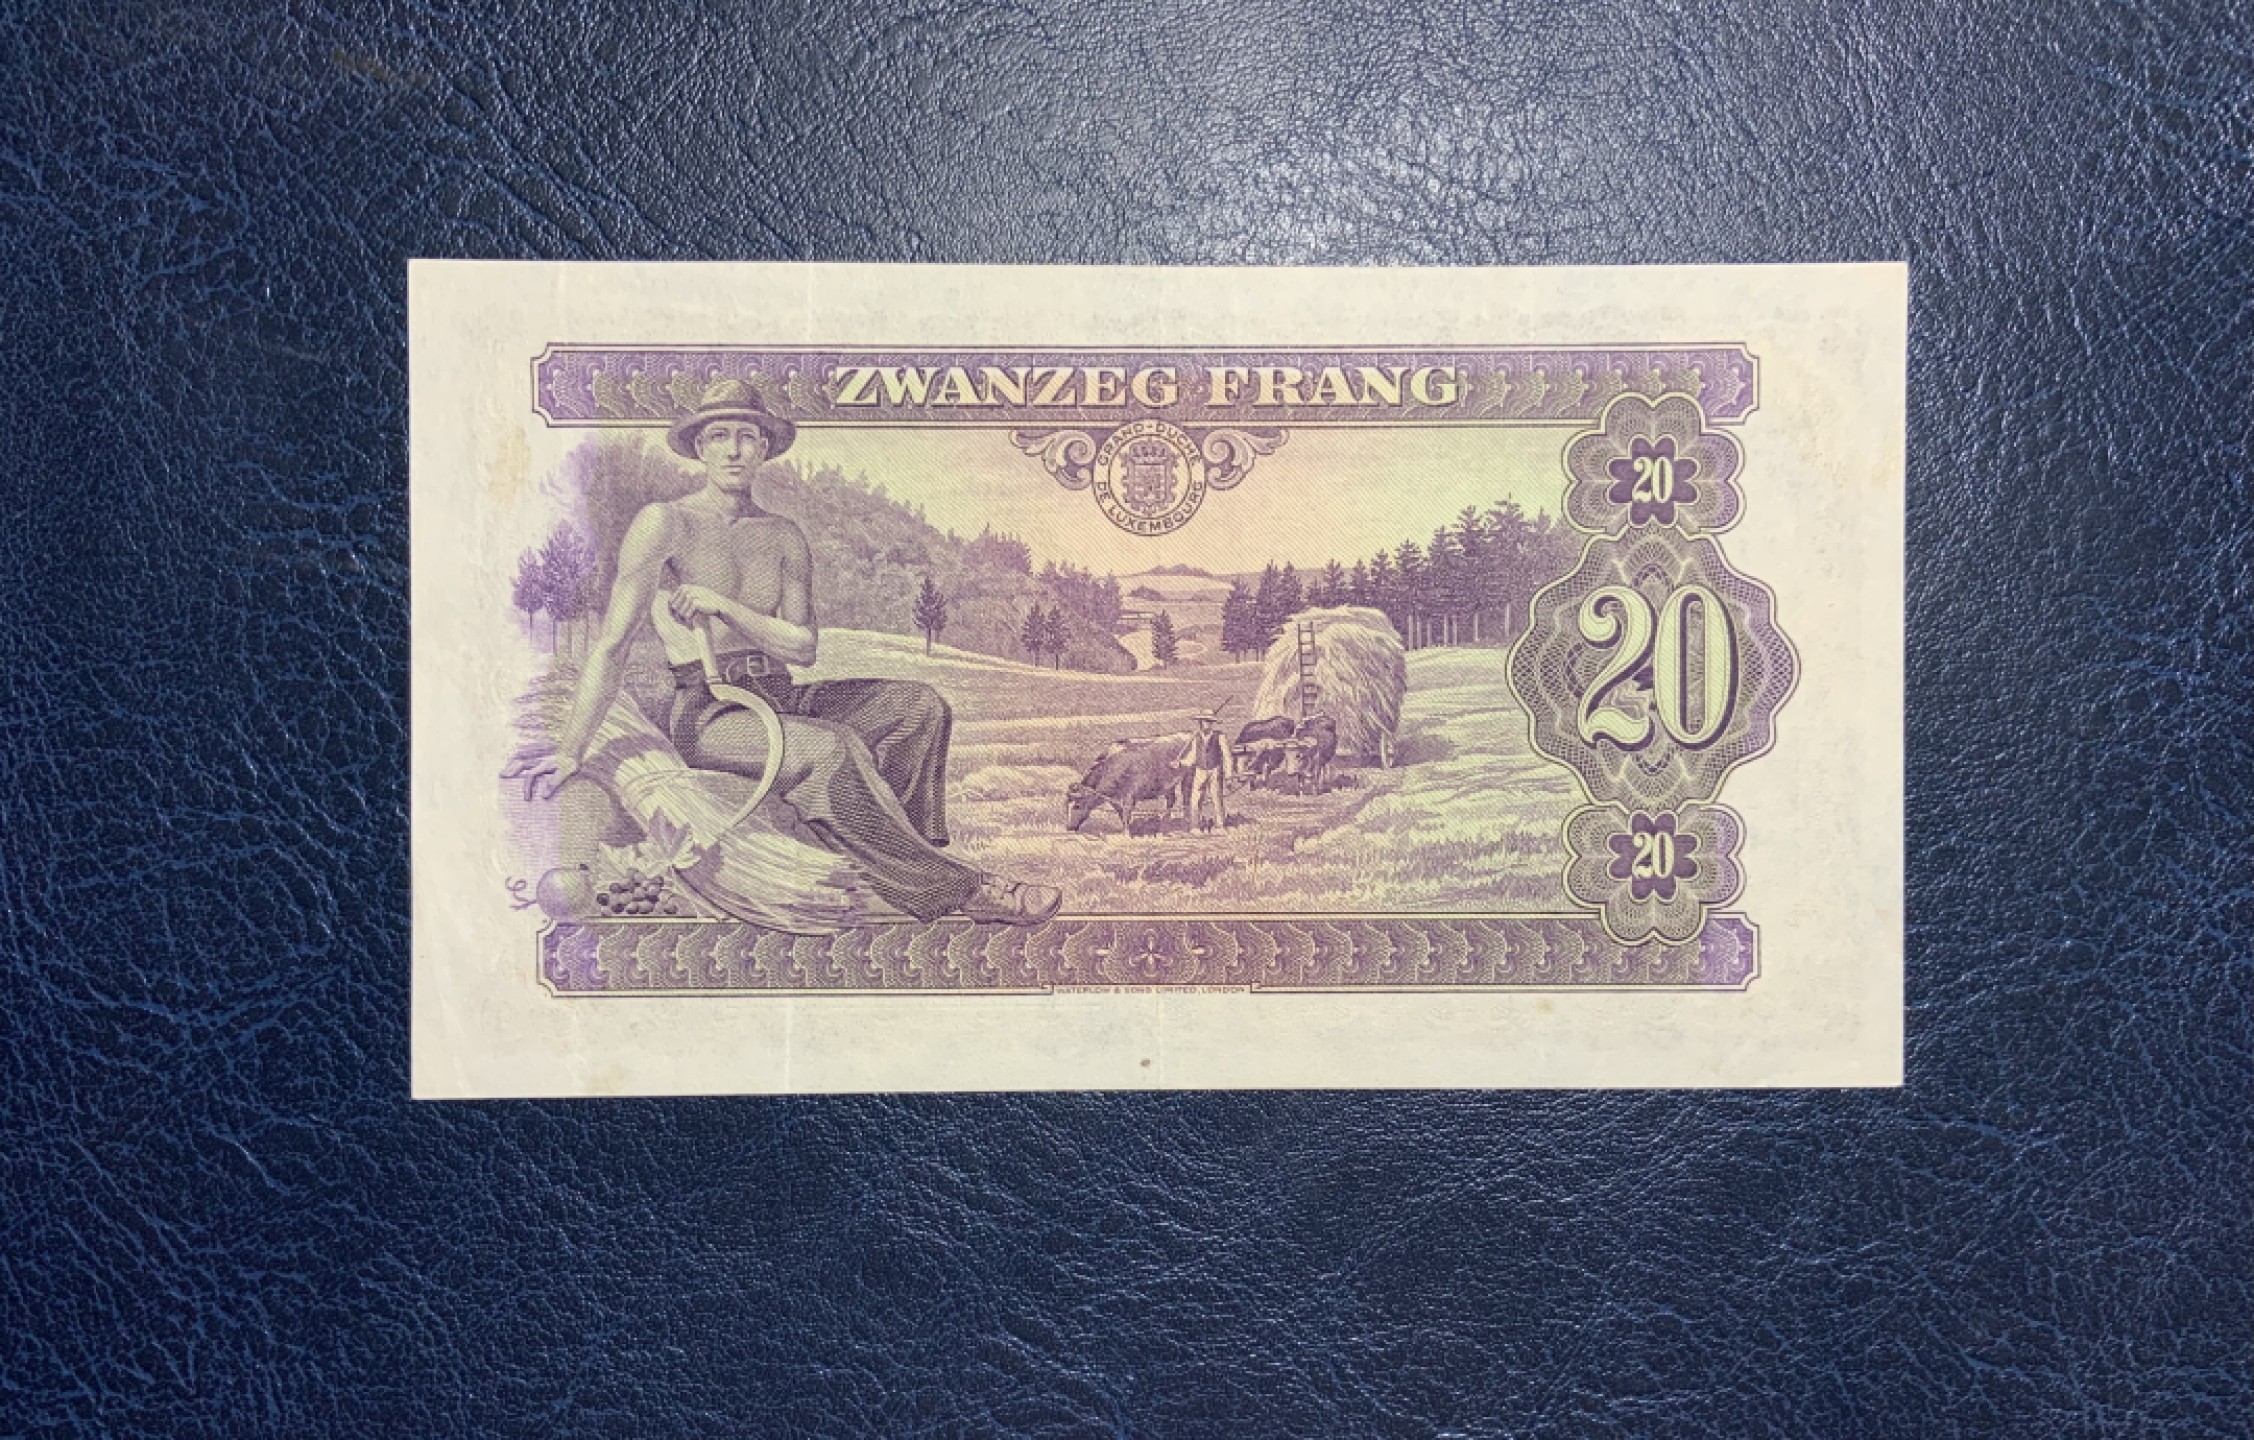 ZWANZEG FRANG
GRAND-DUCHÉ
DE LUXEMBOURG
20
20
20
WATERLOW & SONS LIMITED, LONDON